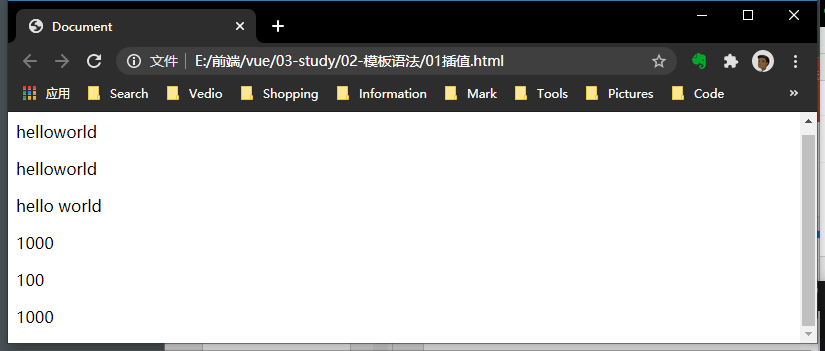 Document
文件 E:/前端/vue/03-study/02-模板语法/01插值.html
应用 Search Vedio Shopping Information Mark Tools Pictures Code
helloworld
helloworld
hello world
1000
100
1000